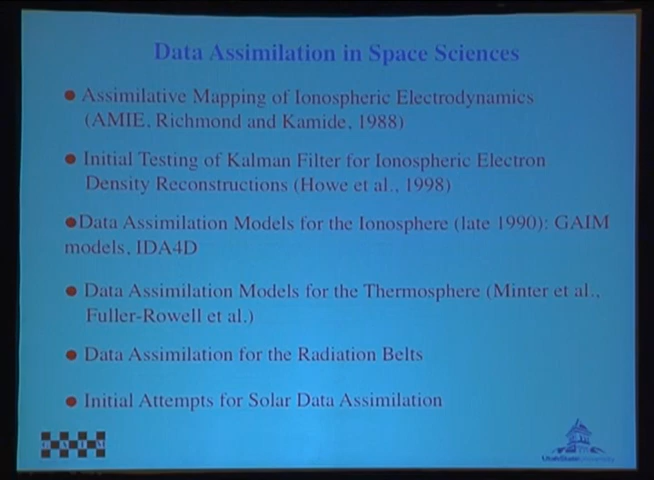 Data Assimilation in Space Sciences
● Assimilative Mapping of Ionospheric Electrodynamics
(AMIE, Richmond and Kamide, 1988)
● Initial Testing of Kalman Filter for Ionospheric Electron
Density Reconstructions (Howe et al., 1998)
●Data Assimilation Models for the Ionosphere (late 1990): GAIM
models, IDA4D
● Data Assimilation Models for the Thermosphere (Minter et al.,
Fuller-Rowell et al.)
● Data Assimilation for the Radiation Belts
● Initial Attempts for Solar Data Assimilation
GAIM
UtahStateUniversity